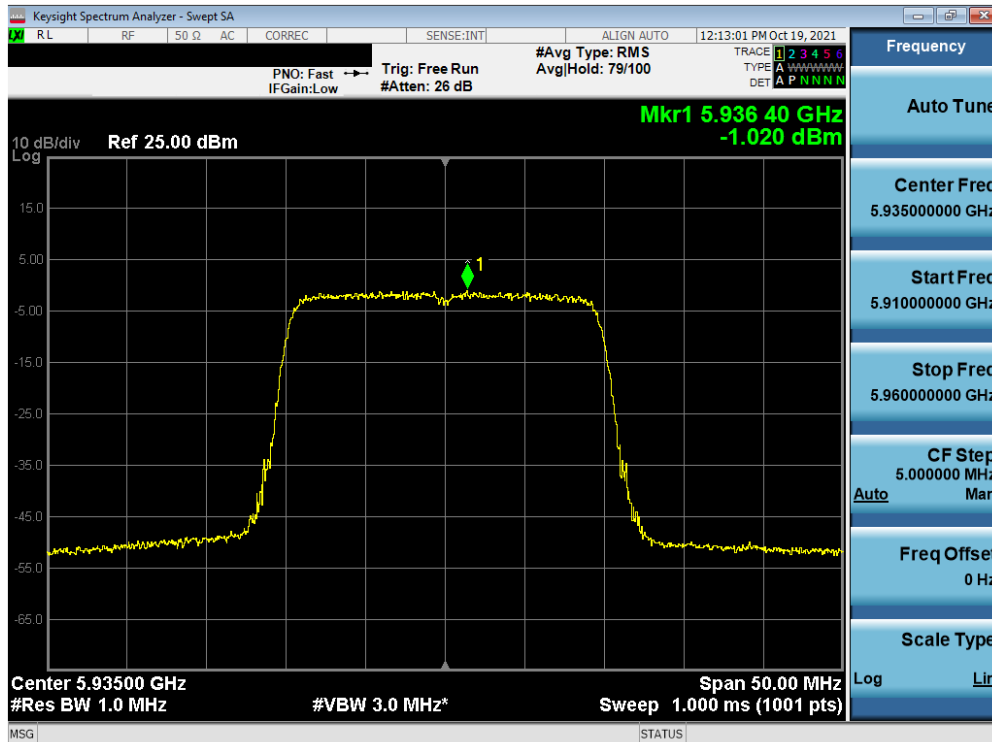 Keysight Spectrum Analyzer - Swept SA
LXI RL RF 50 Ω AC CORREC SENSE:INT ALIGN AUTO 12:13:01 PM Oct 19, 2021
PNO: Fast
IFGain:Low
Trig: Free Run
#Atten: 26 dB
#Avg Type: RMS
Avg|Hold: 79/100
TRACE 1 2 3 4 5 6
TYPE A WWWWW
DET A P N N N N
Mkr1 5.936 40 GHz
-1.020 dBm
10 dB/div Ref 25.00 dBm
Log
15.0
5.00
1
-5.00
-15.0
-25.0
-35.0
-45.0
-55.0
-65.0
Center 5.93500 GHz Span 50.00 MHz
#Res BW 1.0 MHz #VBW 3.0 MHz* Sweep 1.000 ms (1001 pts)
MSG STATUS
Frequency
Auto Tune
Center Freq
5.935000000 GHz
Start Freq
5.910000000 GHz
Stop Freq
5.960000000 GHz
CF Step
5.000000 MHz
Auto Man
Freq Offset
0 Hz
Scale Type
Log Lin